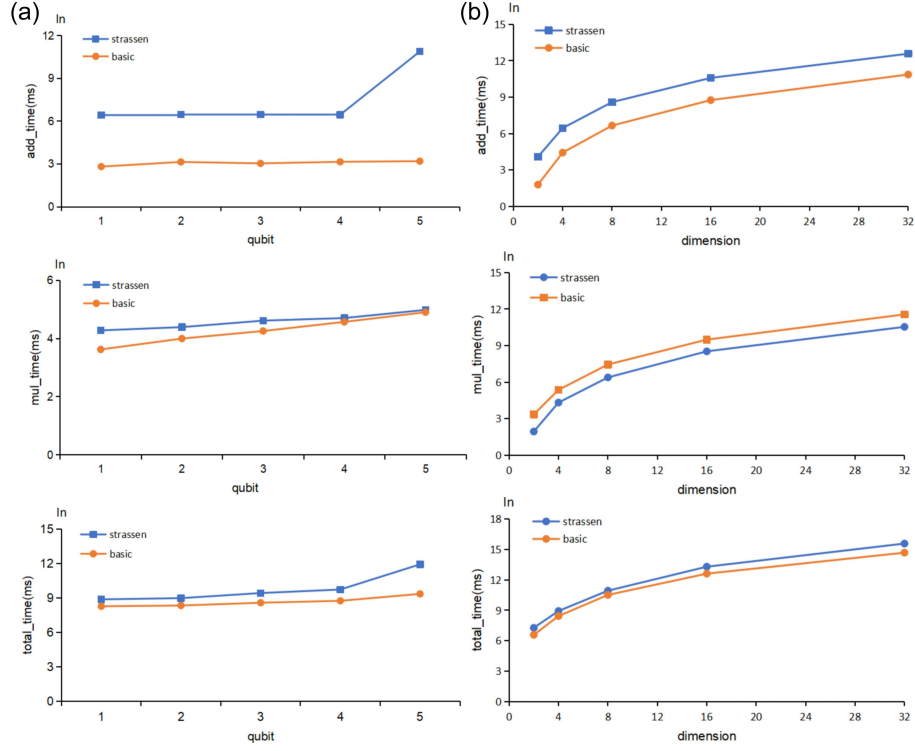 (a)
ln
12
9
6
3
0
add_time(ms)
strassen
basic
1 2 3 4 5
qubit
(b)
ln
15
12
9
6
3
0
add_time(ms)
strassen
basic
0 4 8 12 16 20 24 28 32
dimension
ln
6
4
2
0
mul_time(ms)
strassen
basic
1 2 3 4 5
qubit
ln
15
12
9
6
3
0
mul_time(ms)
strassen
basic
0 4 8 12 16 20 24 28 32
dimension
ln
15
12
9
6
3
0
total_time(ms)
strassen
basic
1 2 3 4 5
qubit
ln
18
15
12
9
6
3
0
total_time(ms)
strassen
basic
0 4 8 12 16 20 24 28 32
dimension